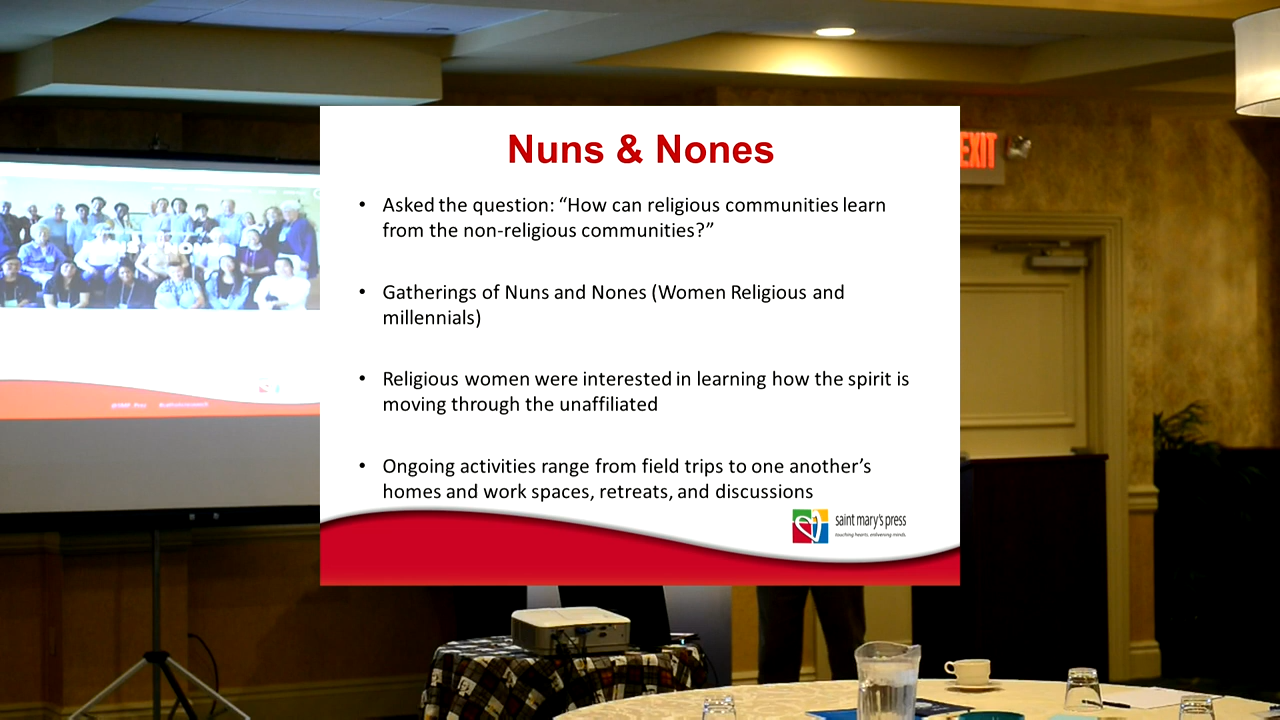 Nuns & Nones
EXIT
• Asked the question: “How can religious communities learn
from the non-religious communities?”
• Gatherings of Nuns and Nones (Women Religious and
millennials)
• Religious women were interested in learning how the spirit is
moving through the unaffiliated
• Ongoing activities range from field trips to one another’s
homes and work spaces, retreats, and discussions
saint mary's press
touching hearts. enlivening minds.